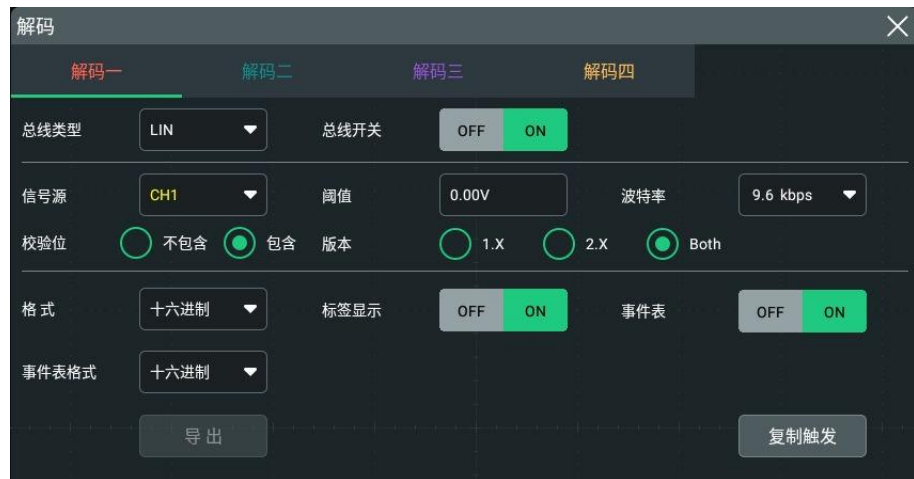 解码
解码一 解码二 解码三 解码四
总线类型 LIN 总线开关 OFF ON
信号源 CH1 阈值 0.00V 波特率 9.6 kbps
校验位 不包含 包含 版本 1.X 2.X Both
格式 十六进制 标签显示 OFF ON 事件表 OFF ON
事件表格式 十六进制
导出 复制触发